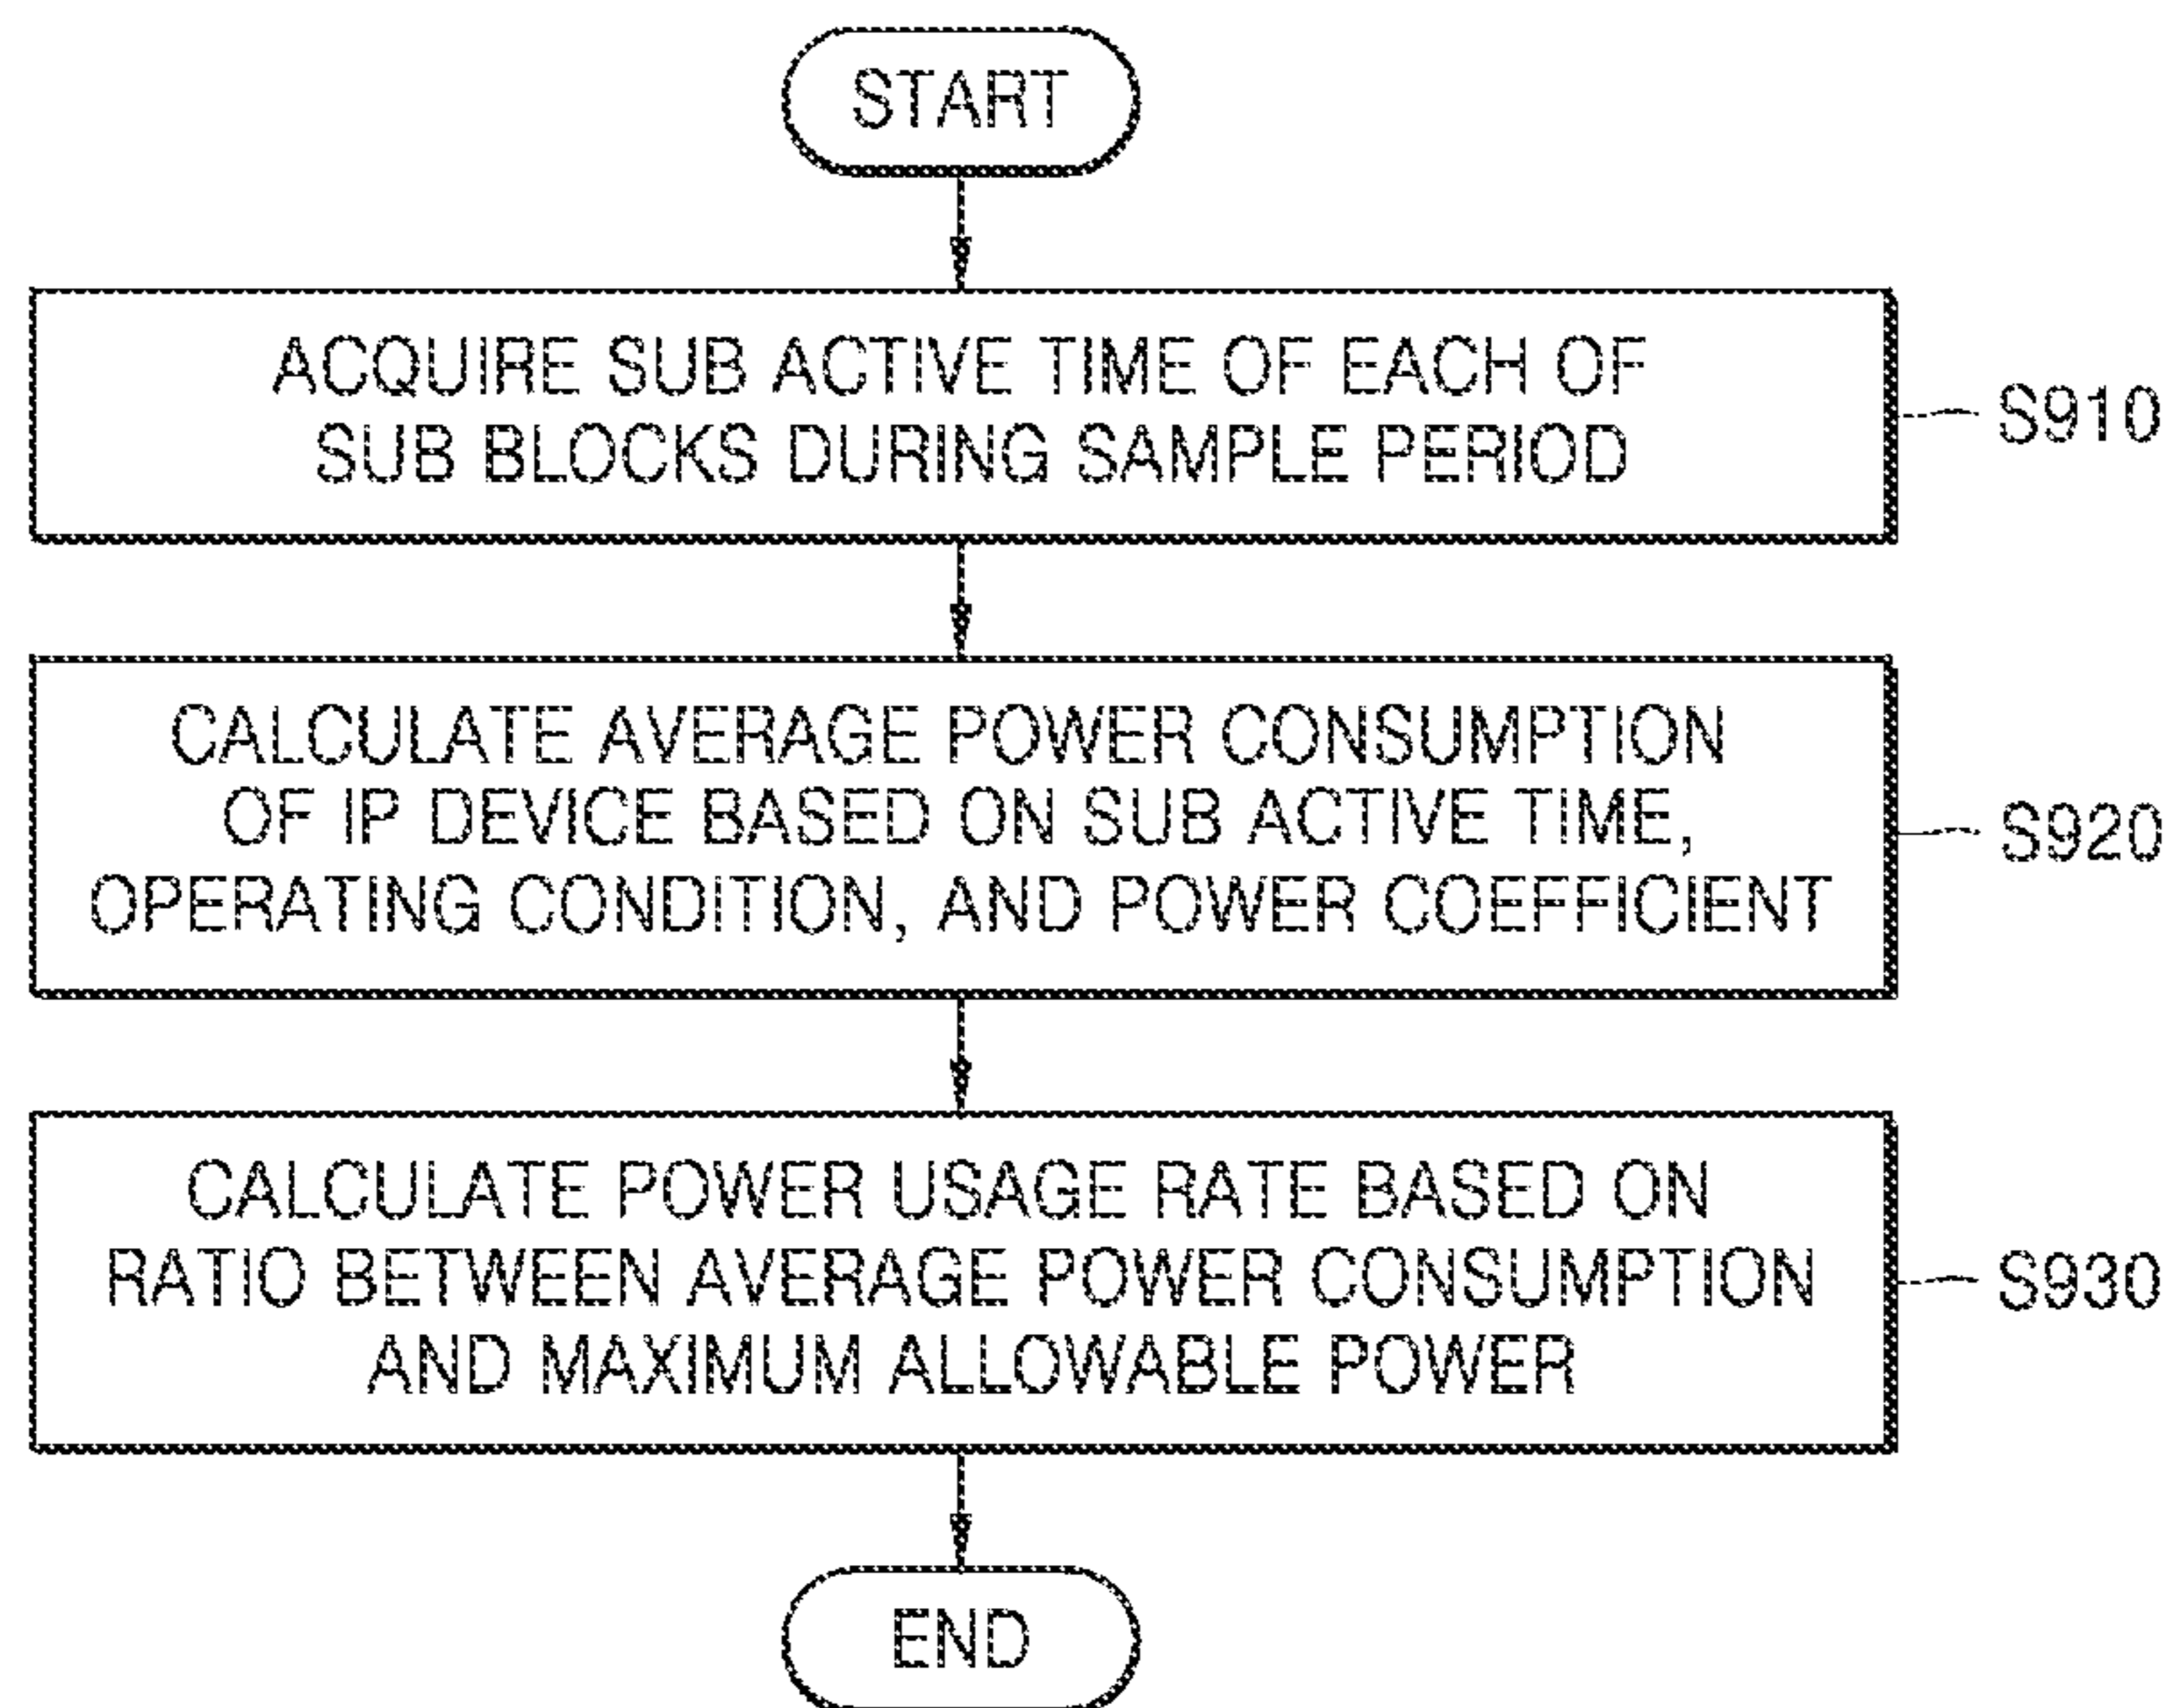 START
ACQUIRE SUB ACTIVE TIME OF EACH OF
SUB BLOCKS DURING SAMPLE PERIOD
S910
CALCULATE AVERAGE POWER CONSUMPTION
OF IP DEVICE BASED ON SUB ACTIVE TIME,
OPERATING CONDITION, AND POWER COEFFICIENT
S920
CALCULATE POWER USAGE RATE BASED ON
RATIO BETWEEN AVERAGE POWER CONSUMPTION
AND MAXIMUM ALLOWABLE POWER
S930
END